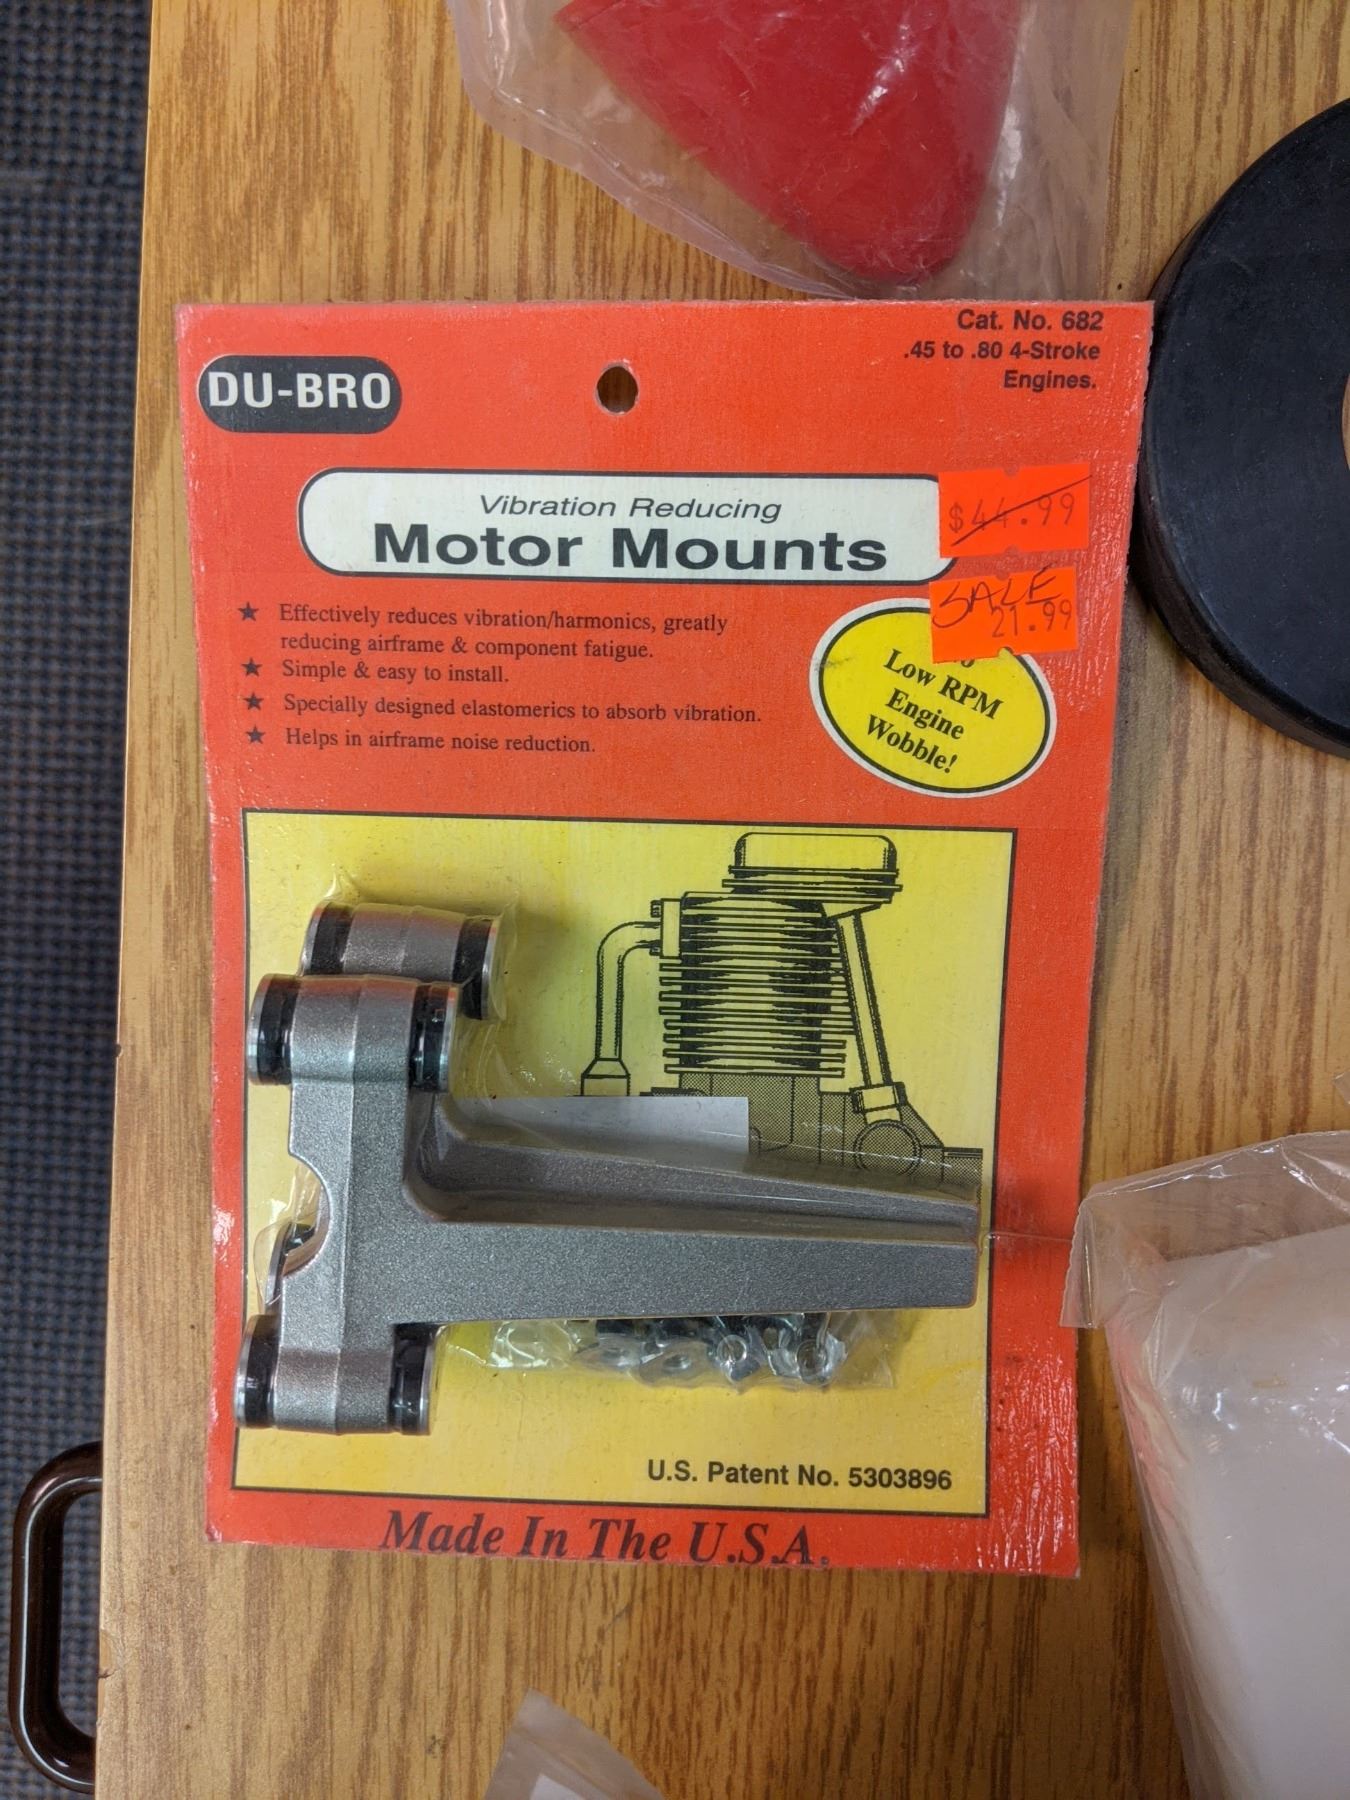 Cat. No. 682
.45 to .80 4-Stroke
Engines.
DU-BRO
Vibration Reducing
Motor Mounts
$44.99
SALE
21.99
★ Effectively reduces vibration/harmonics, greatly
reducing airframe & component fatigue.
★ Simple & easy to install.
★ Specially designed elastomerics to absorb vibration.
★ Helps in airframe noise reduction.
Low RPM
Engine
Wobble!
U.S. Patent No. 5303896
Made In The U.S.A.